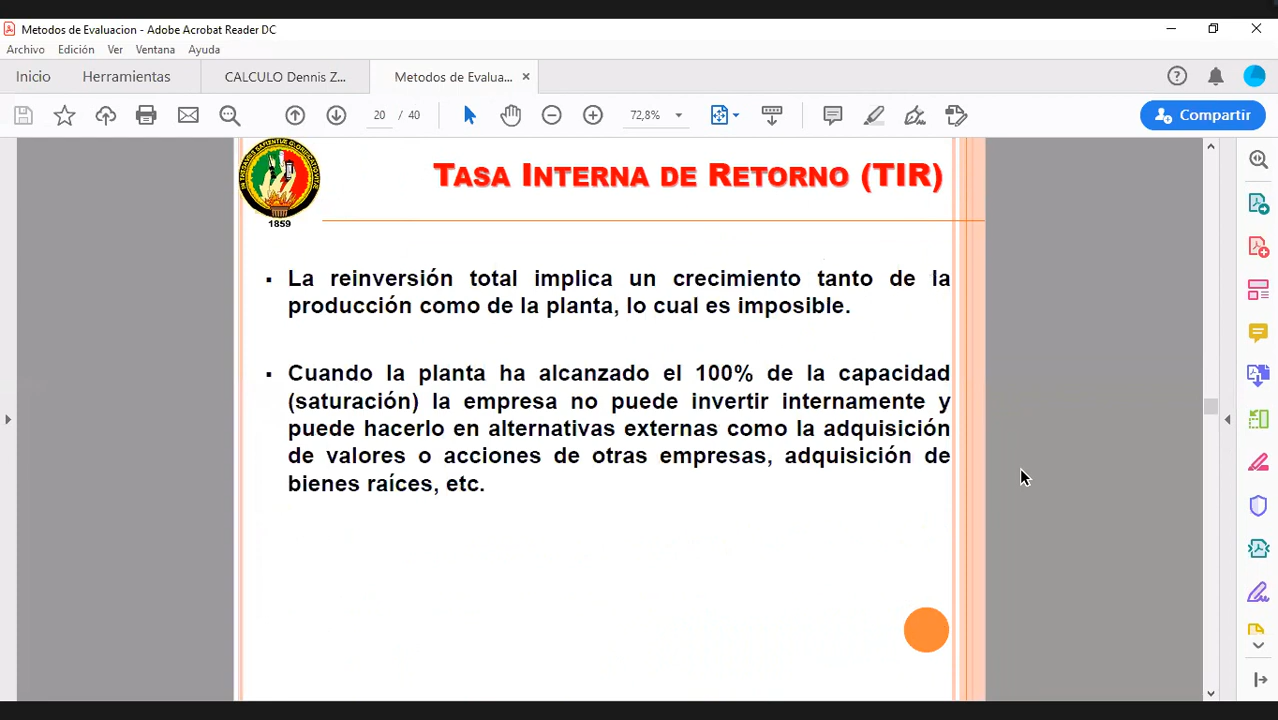 Metodos de Evaluacion - Adobe Acrobat Reader DC
Archivo Edición Ver Ventana Ayuda
Inicio Herramientas CALCULO Dennis Z... Metodos de Evalua... ×
20 / 40 72,8% Compartir
TASA INTERNA DE RETORNO (TIR)
1859
▪ La reinversión total implica un crecimiento tanto de la
producción como de la planta, lo cual es imposible.
▪ Cuando la planta ha alcanzado el 100% de la capacidad
(saturación) la empresa no puede invertir internamente y
puede hacerlo en alternativas externas como la adquisición
de valores o acciones de otras empresas, adquisición de
bienes raíces, etc.